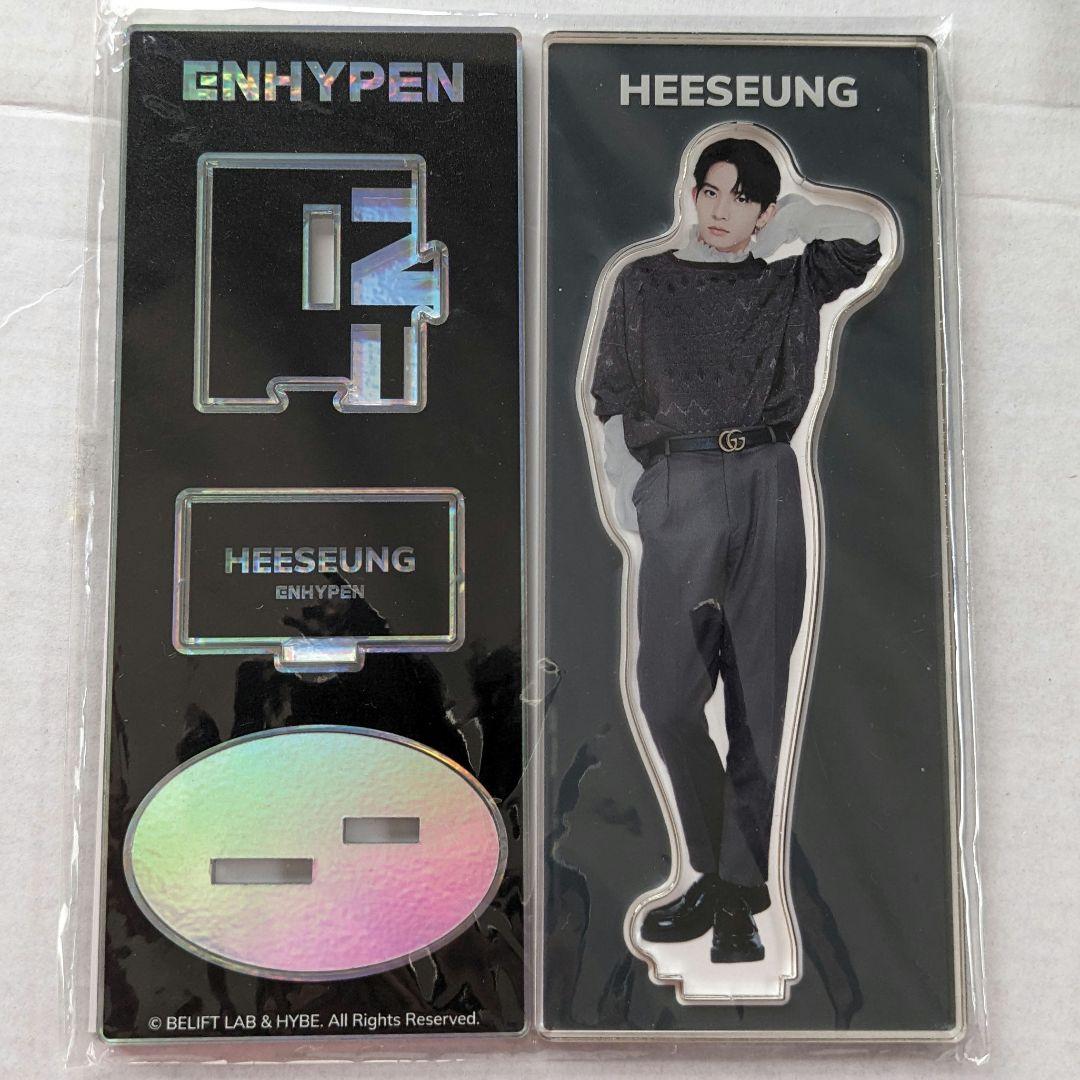 ENHYPEN
HEESEUNG
ENHYPEN
© BELIFT LAB & HYBE. All Rights Reserved.
HEESEUNG